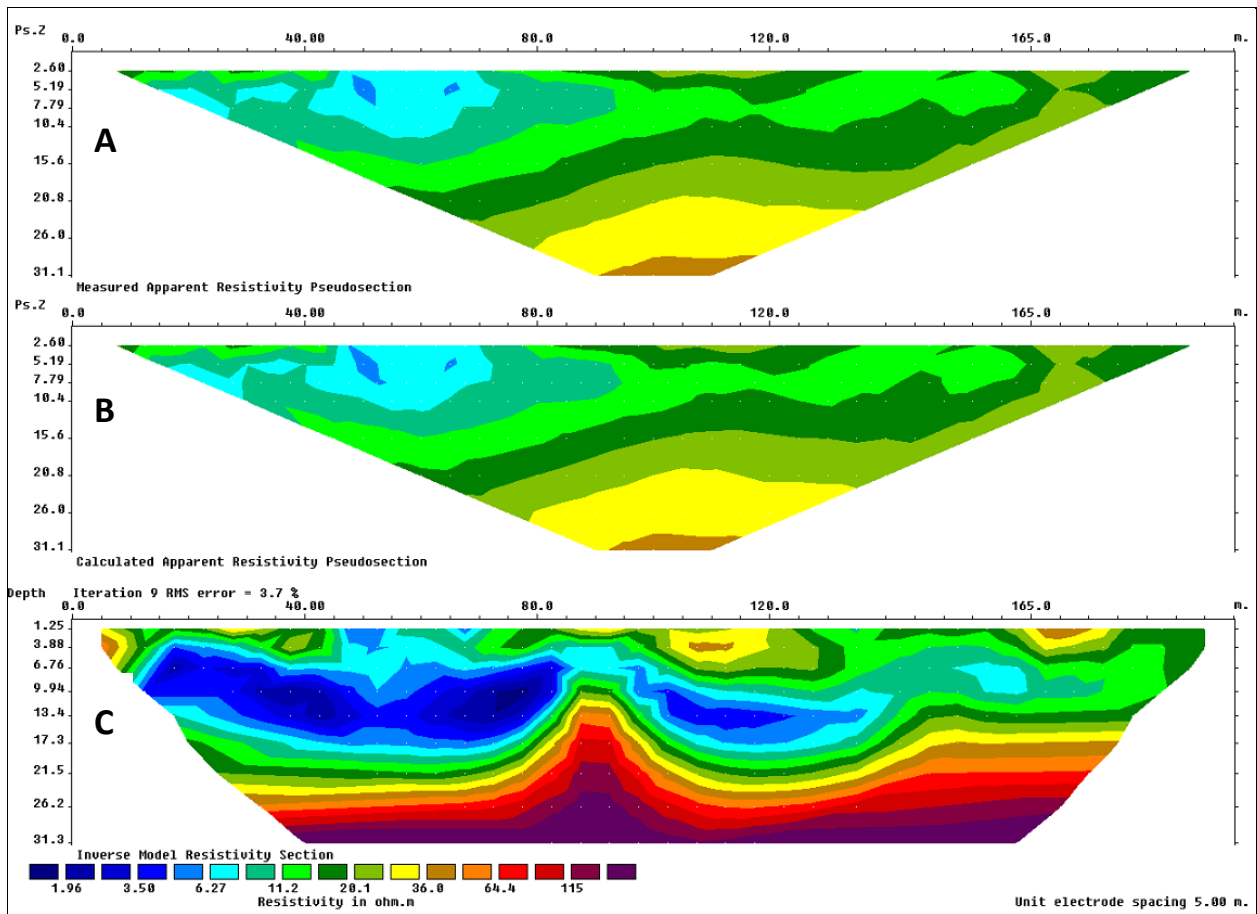 Ps.Z 0.0 40.00 80.0 120.0 165.0 m.
2.60
5.19
7.79
10.4
A
15.6
20.8
26.0
31.1
Measured Apparent Resistivity Pseudosection
Ps.Z 0.0 40.00 80.0 120.0 165.0 m.
2.60
5.19
7.79
10.4
B
15.6
20.8
26.0
31.1
Calculated Apparent Resistivity Pseudosection
Depth Iteration 9 RMS error = 3.7 %
0.0 40.00 80.0 120.0 165.0 m.
1.25
3.88
6.76
9.94
13.4
C
17.3
21.5
26.2
31.3
Inverse Model Resistivity Section
1.96 3.50 6.27 11.2 20.1 36.0 64.4 115
Resistivity in ohm.m Unit electrode spacing 5.00 m.